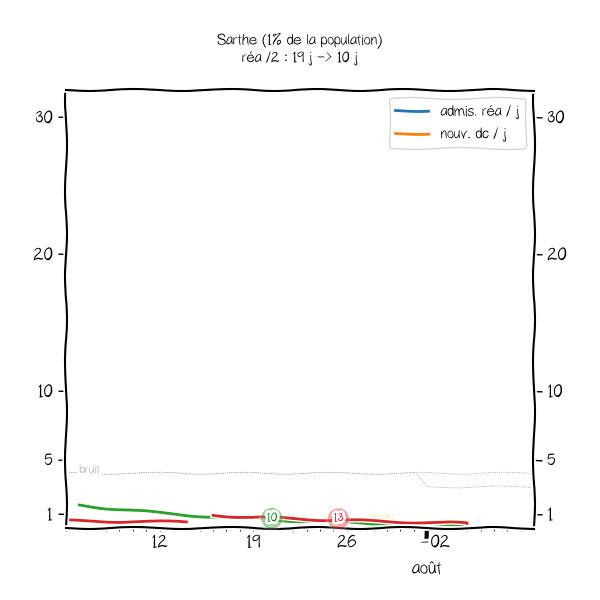 Sarthe (1% de la population)
réa /2 : 19 j -> 10 j
admis. réa / j
nouv. dc / j
30
30
20
20
10
10
5
5
bruit
1
10
13
1
12
19
26
02
août